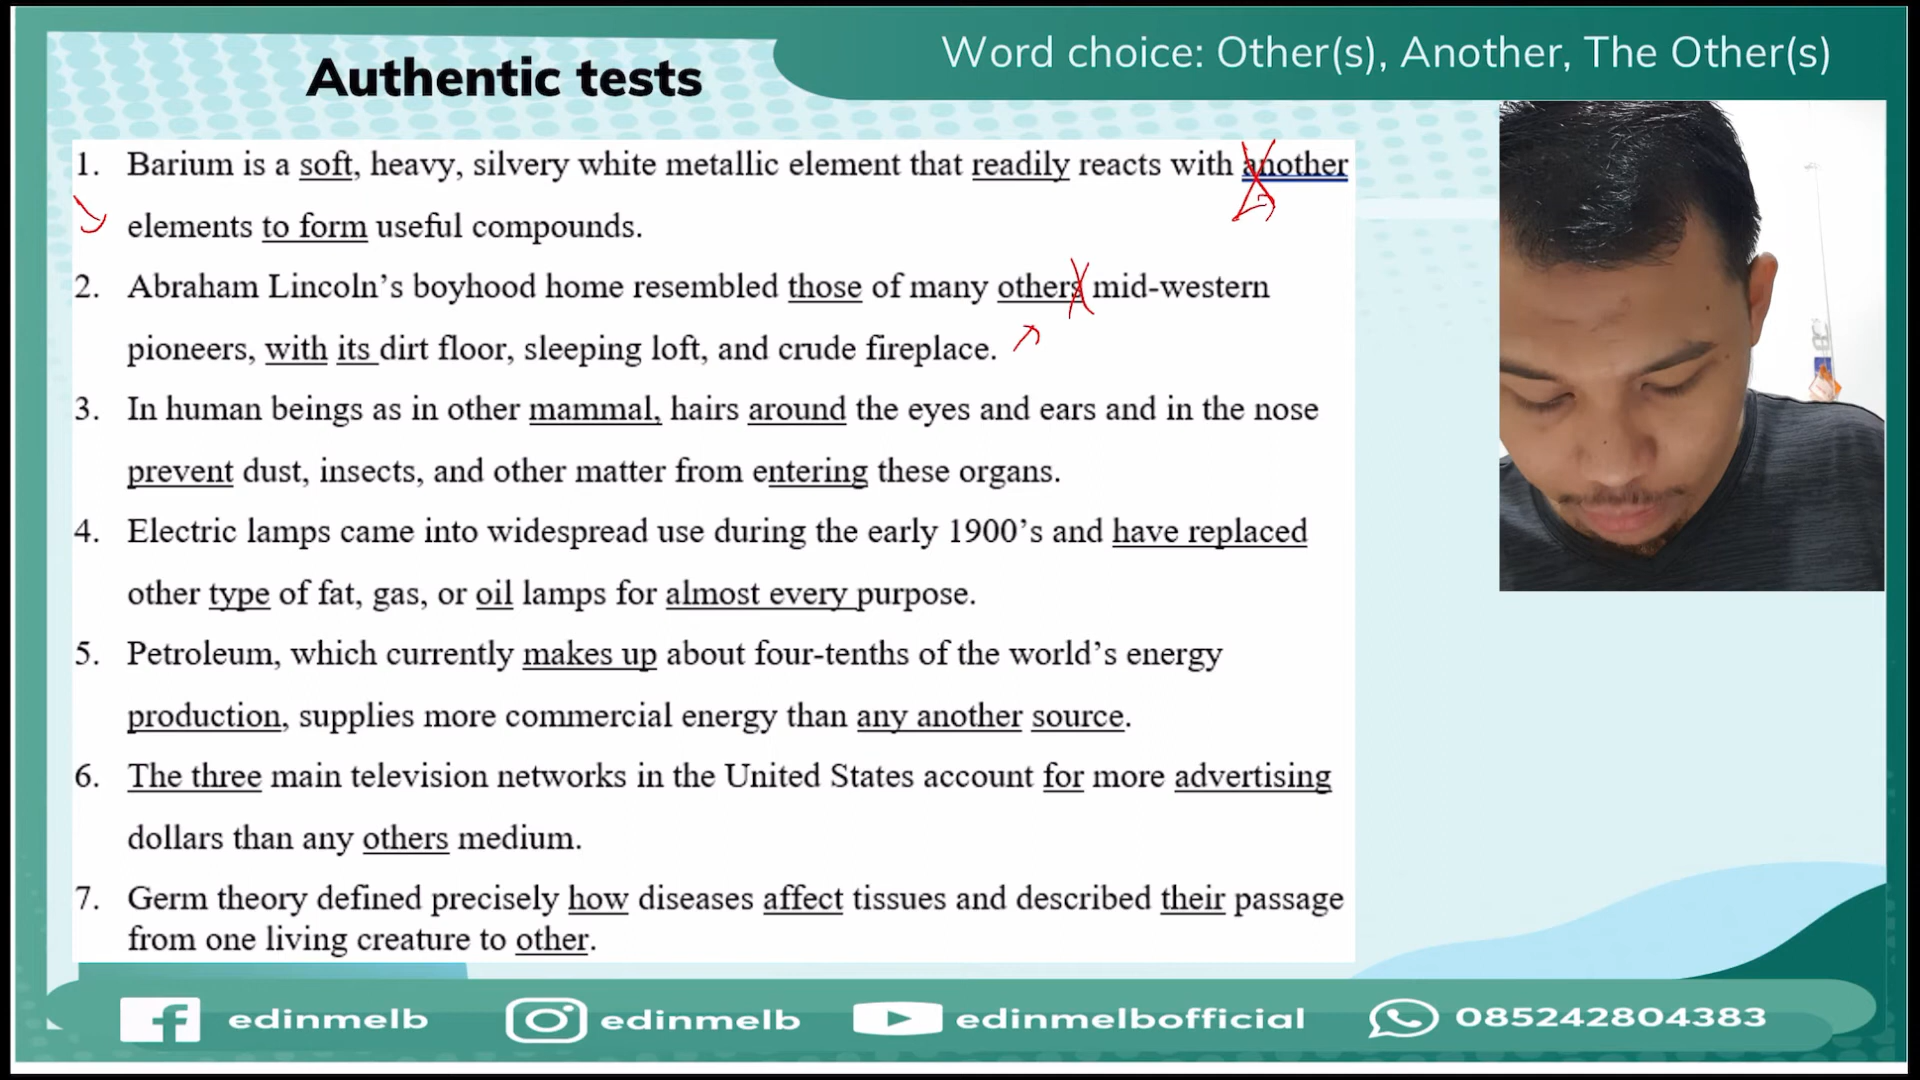 Authentic tests
Word choice: Other(s), Another, The Other(s)
1. Barium is a soft, heavy, silvery white metallic element that readily reacts with another
elements to form useful compounds.
2. Abraham Lincoln’s boyhood home resembled those of many others mid-western
pioneers, with its dirt floor, sleeping loft, and crude fireplace.
3. In human beings as in other mammal, hairs around the eyes and ears and in the nose
prevent dust, insects, and other matter from entering these organs.
4. Electric lamps came into widespread use during the early 1900’s and have replaced
other type of fat, gas, or oil lamps for almost every purpose.
5. Petroleum, which currently makes up about four-tenths of the world’s energy
production, supplies more commercial energy than any another source.
6. The three main television networks in the United States account for more advertising
dollars than any others medium.
7. Germ theory defined precisely how diseases affect tissues and described their passage
from one living creature to other.
edinmelb
edinmelb
edinmelbofficial
085242804383